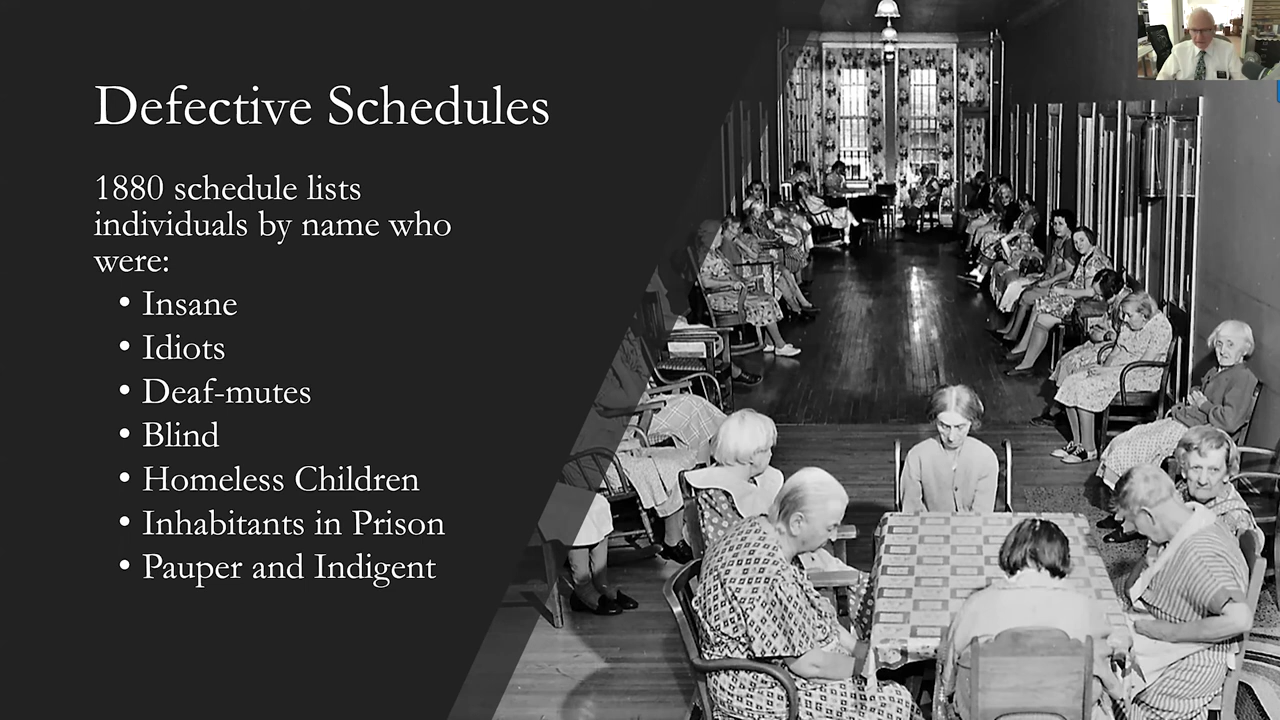 Defective Schedules
1880 schedule lists
individuals by name who
were:
• Insane
• Idiots
• Deaf-mutes
• Blind
• Homeless Children
• Inhabitants in Prison
• Pauper and Indigent